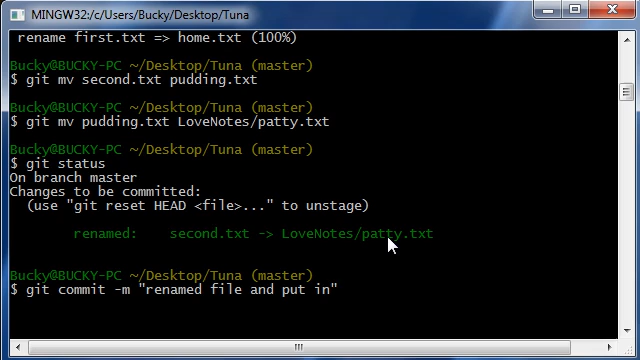 MINGW32:/c/Users/Bucky/Desktop/Tuna
rename first.txt => home.txt (100%)
Bucky@BUCKY-PC ~/Desktop/Tuna (master)
$ git mv second.txt pudding.txt
Bucky@BUCKY-PC ~/Desktop/Tuna (master)
$ git mv pudding.txt LoveNotes/patty.txt
Bucky@BUCKY-PC ~/Desktop/Tuna (master)
$ git status
On branch master
Changes to be committed:
(use "git reset HEAD <file>..." to unstage)
renamed: second.txt -> LoveNotes/patty.txt
Bucky@BUCKY-PC ~/Desktop/Tuna (master)
$ git commit -m "renamed file and put in"